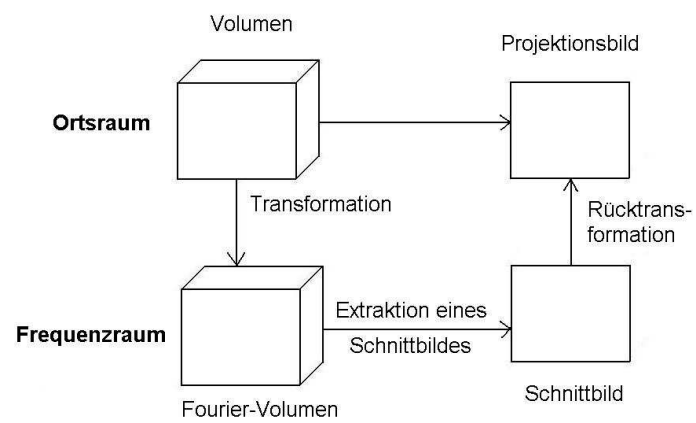 Volumen
Projektionsbild
Ortsraum
Transformation
Rücktrans-
formation
Extraktion eines
Frequenzraum
Schnittbildes
Schnittbild
Fourier-Volumen